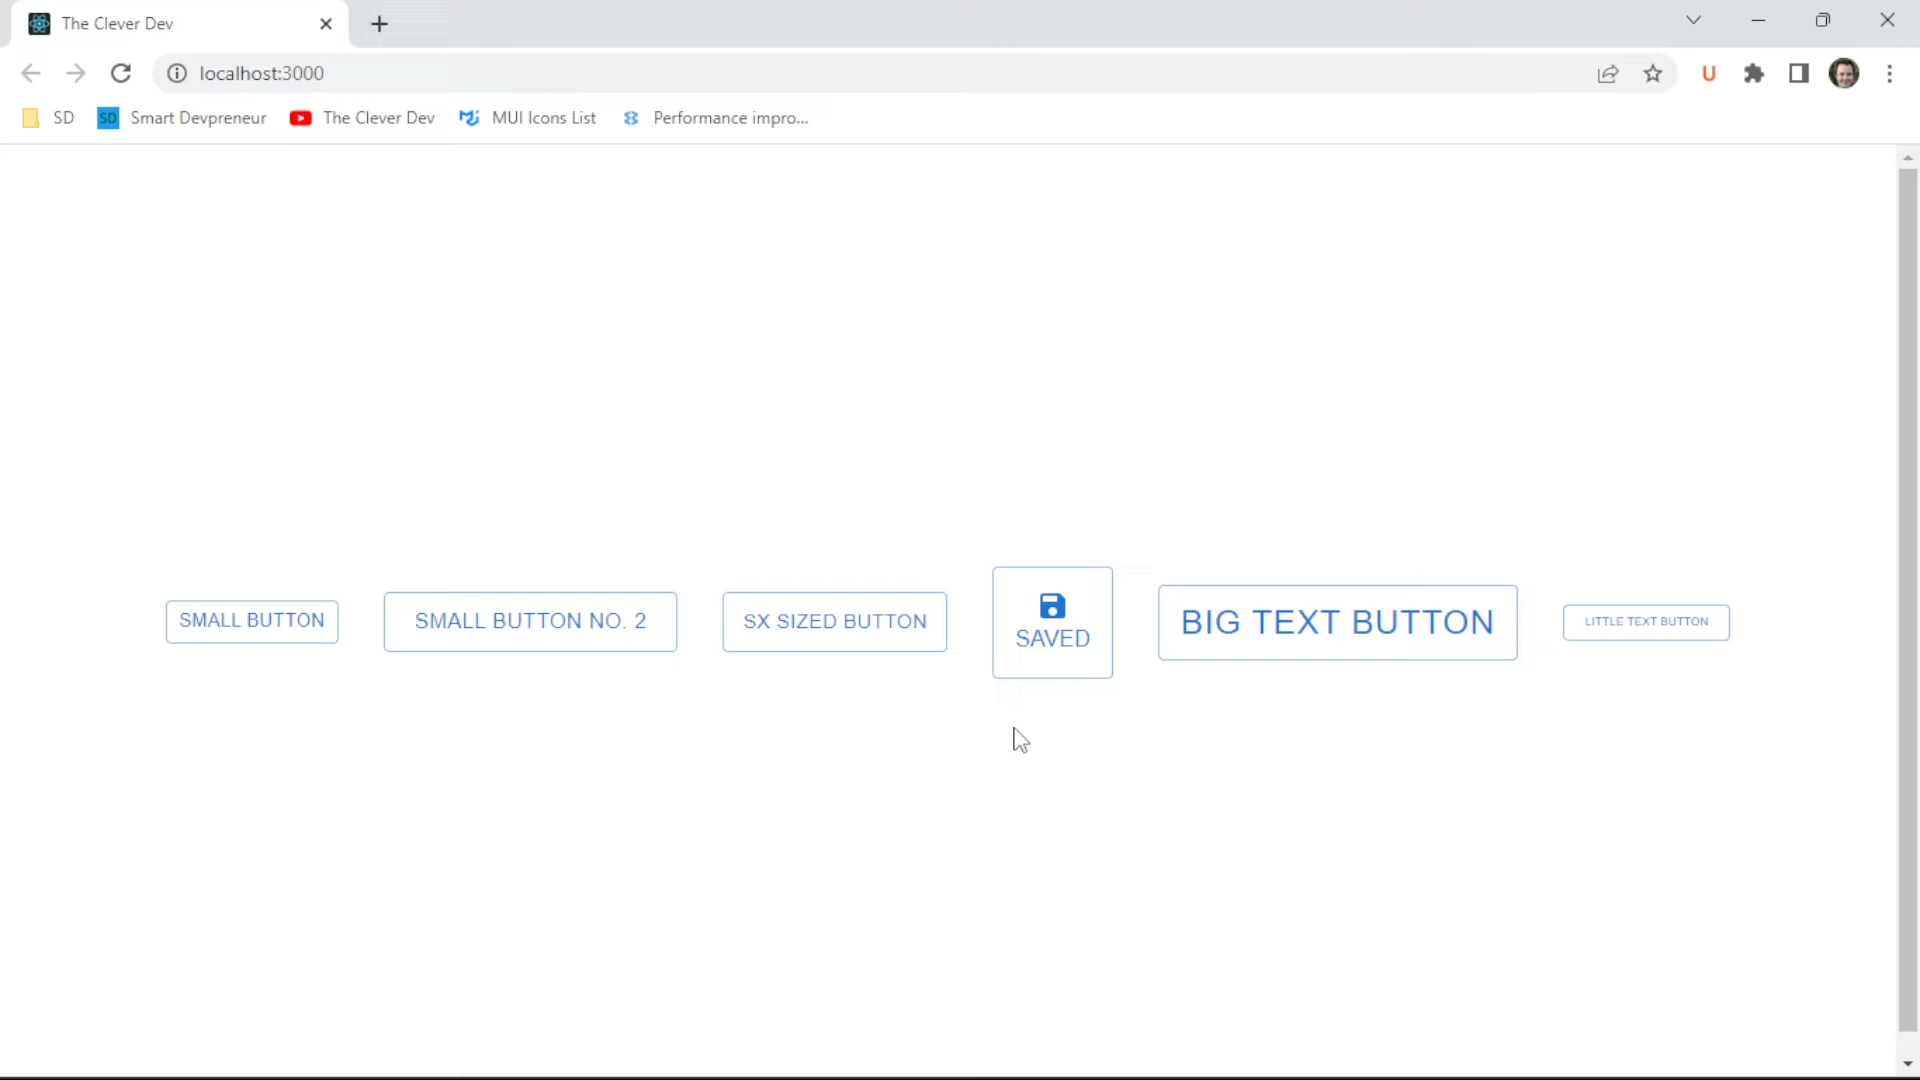 The Clever Dev
localhost:3000
U
SD
SD Smart Devpreneur
The Clever Dev
MUI Icons List
Performance impro...
SMALL BUTTON
SMALL BUTTON NO. 2
SX SIZED BUTTON
SAVED
BIG TEXT BUTTON
LITTLE TEXT BUTTON